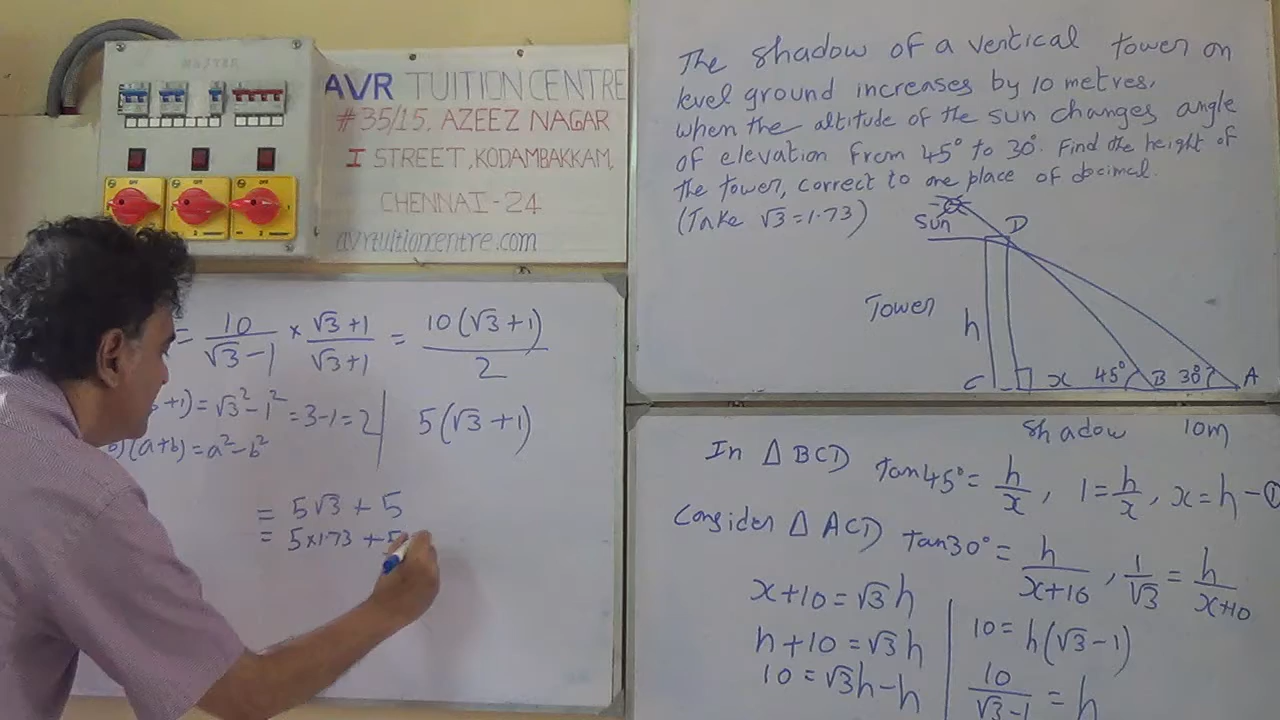 MASTER
AVR TUITION CENTRE
# 35/15, AZEEZ NAGAR
I STREET, KODAMBAKKAM,
CHENNAI - 24
avrtuitioncentre.com
The shadow of a vertical tower on
level ground increases by 10 metres,
when the altitude of the sun changes angle
of elevation from 45° to 30°. Find the height of
the tower, correct to one place of decimal.
(Take √3 = 1.73)
Sun
D
Tower
h
C
x
45°
B
30°
A
Shadow 10m
= 10/(√3 - 1) × (√3 + 1)/(√3 + 1) = 10(√3 + 1)/2
+1) = √3² - 1² = 3 - 1 = 2
(a+b) = a² - b²
5(√3 + 1)
= 5√3 + 5
= 5×1.73 + 5
In △ BCD tan45° = h/x, 1 = h/x, x = h - ①
Consider △ ACD tan30° = h/(x+10), 1/√3 = h/(x+10)
x + 10 = √3 h
h + 10 = √3 h
10 = √3 h - h
10 = h(√3 - 1)
10/(√3 - 1) = h